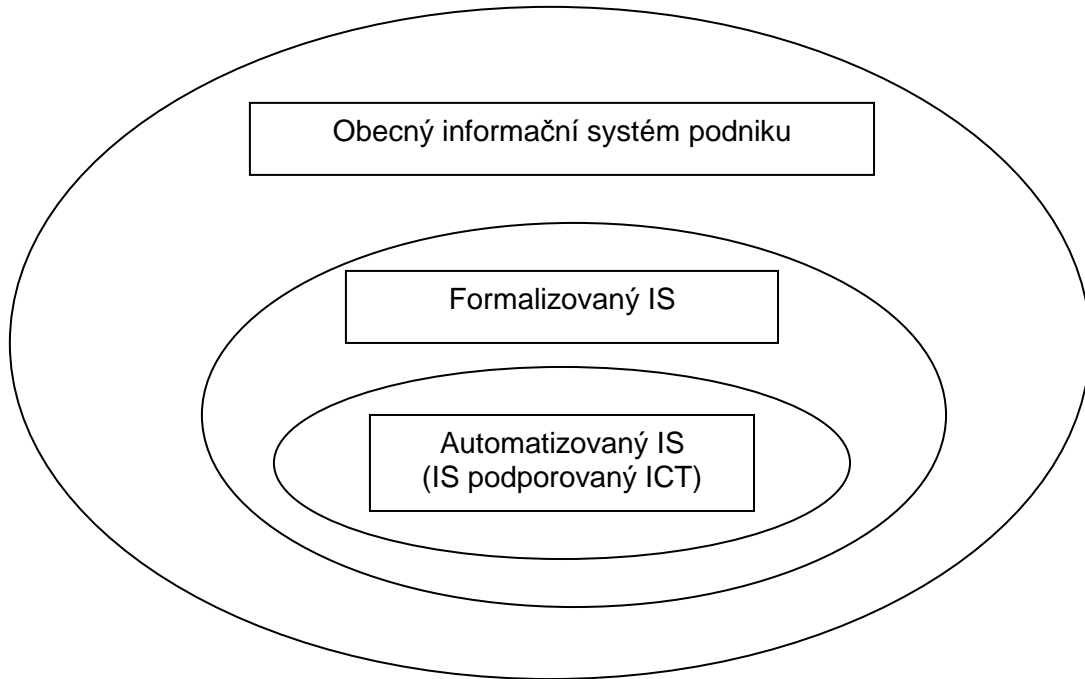 Obecný informační systém podniku
Formalizovaný IS
Automatizovaný IS
(IS podporovaný ICT)